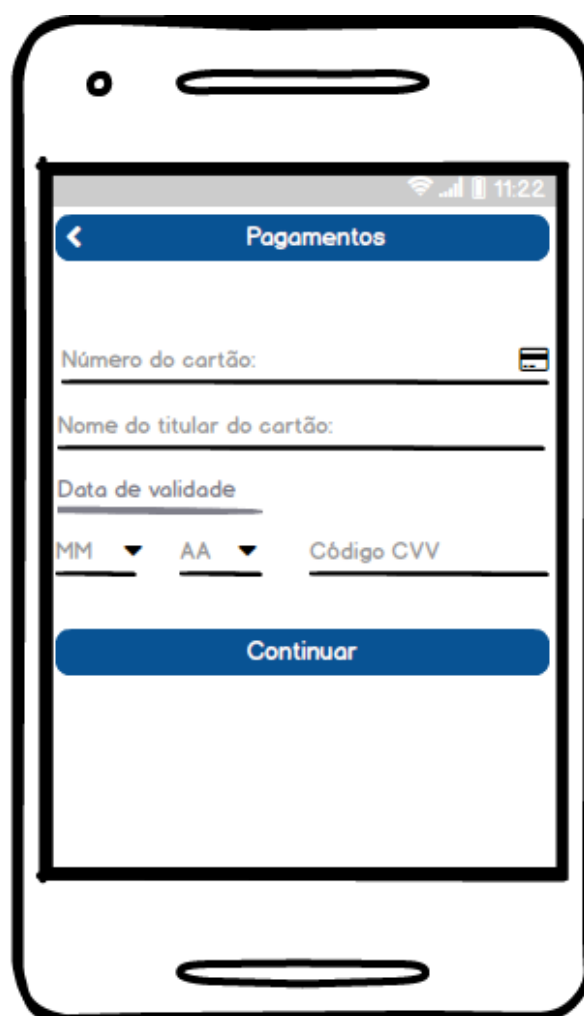 11:22
Pagamentos
Número do cartão:
Nome do titular do cartão:
Data de validade
MM AA Código CVV
Continuar